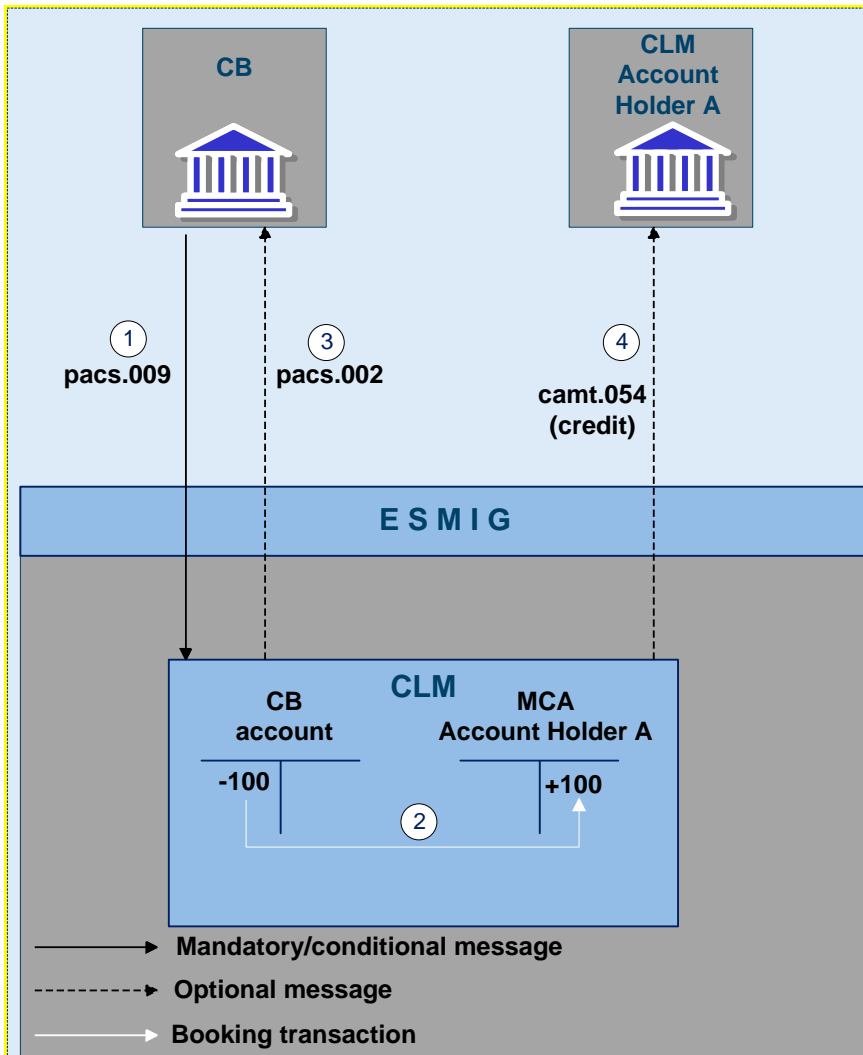 CB
CLM
Account
Holder A
1
pacs.009
3
pacs.002
4
camt.054
(credit)
E S M I G
CLM
CB
account
MCA
Account Holder A
-100
+100
2
Mandatory/conditional message
Optional message
Booking transaction